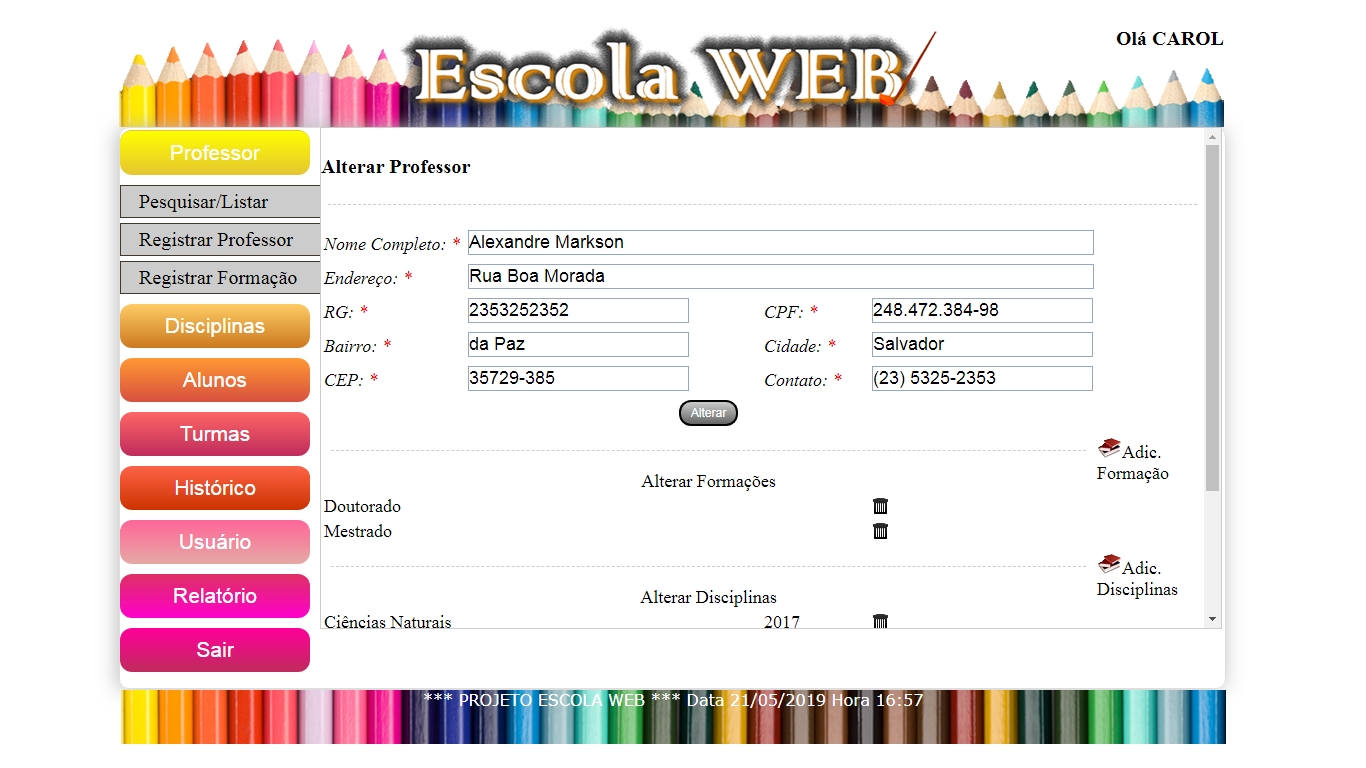 Escola WEB
Olá CAROL
Professor
Pesquisar/Listar
Registrar Professor
Registrar Formação
Disciplinas
Alunos
Turmas
Histórico
Usuário
Relatório
Sair
Alterar Professor
Nome Completo: * Alexandre Markson
Endereço: * Rua Boa Morada
RG: * 2353252352 CPF: * 248.472.384-98
Bairro: * da Paz Cidade: * Salvador
CEP: * 35729-385 Contato: * (23) 5325-2353
Alterar
Adic.
Formação
Alterar Formações
Doutorado
Mestrado
Adic.
Disciplinas
Alterar Disciplinas
Ciências Naturais 2017
*** PROJETO ESCOLA WEB *** Data 21/05/2019 Hora 16:57